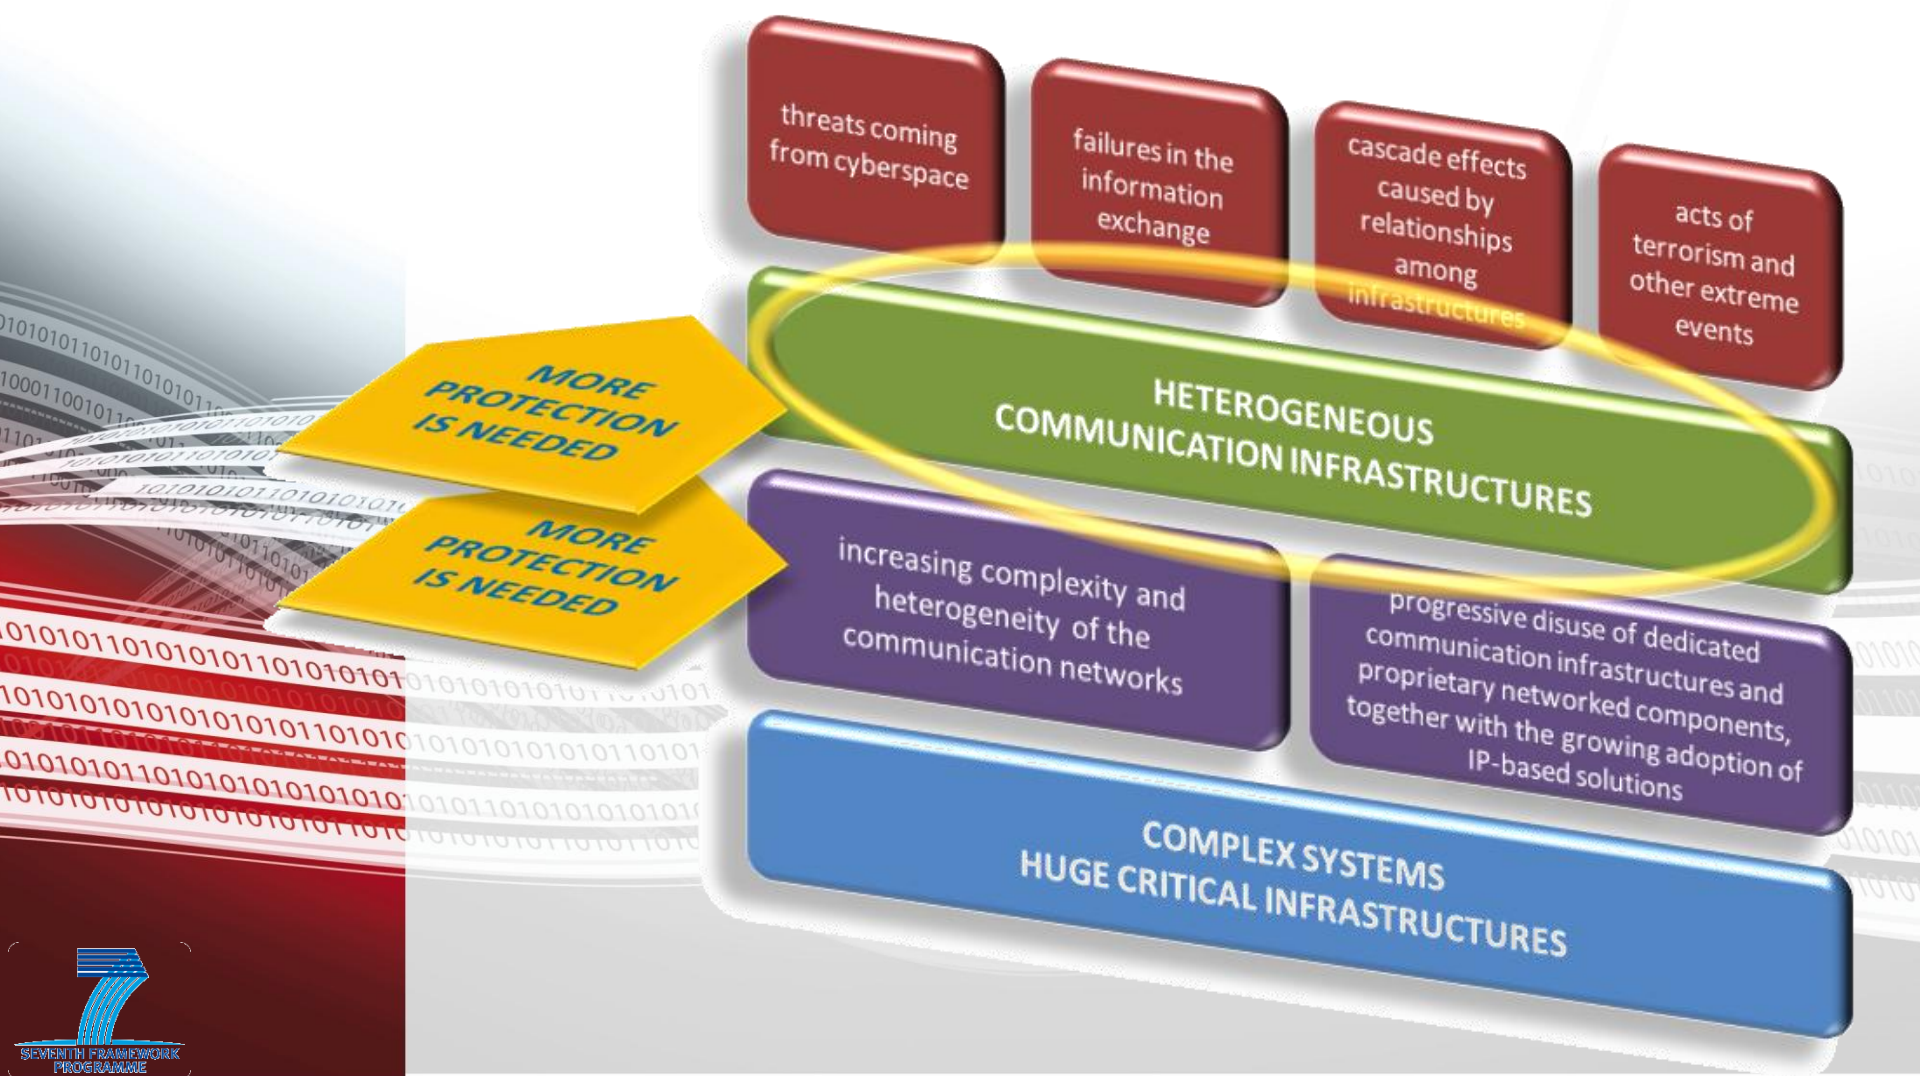 threats coming
from cyberspace
failures in the
information
exchange
cascade effects
caused by
relationships
among
infrastructures
acts of
terrorism and
other extreme
events
MORE
PROTECTION
IS NEEDED
HETEROGENEOUS
COMMUNICATION INFRASTRUCTURES
MORE
PROTECTION
IS NEEDED
increasing complexity and
heterogeneity of the
communication networks
progressive disuse of dedicated
communication infrastructures and
proprietary networked components,
together with the growing adoption of
IP-based solutions
COMPLEX SYSTEMS
HUGE CRITICAL INFRASTRUCTURES
7
SEVENTH FRAMEWORK
PROGRAMME